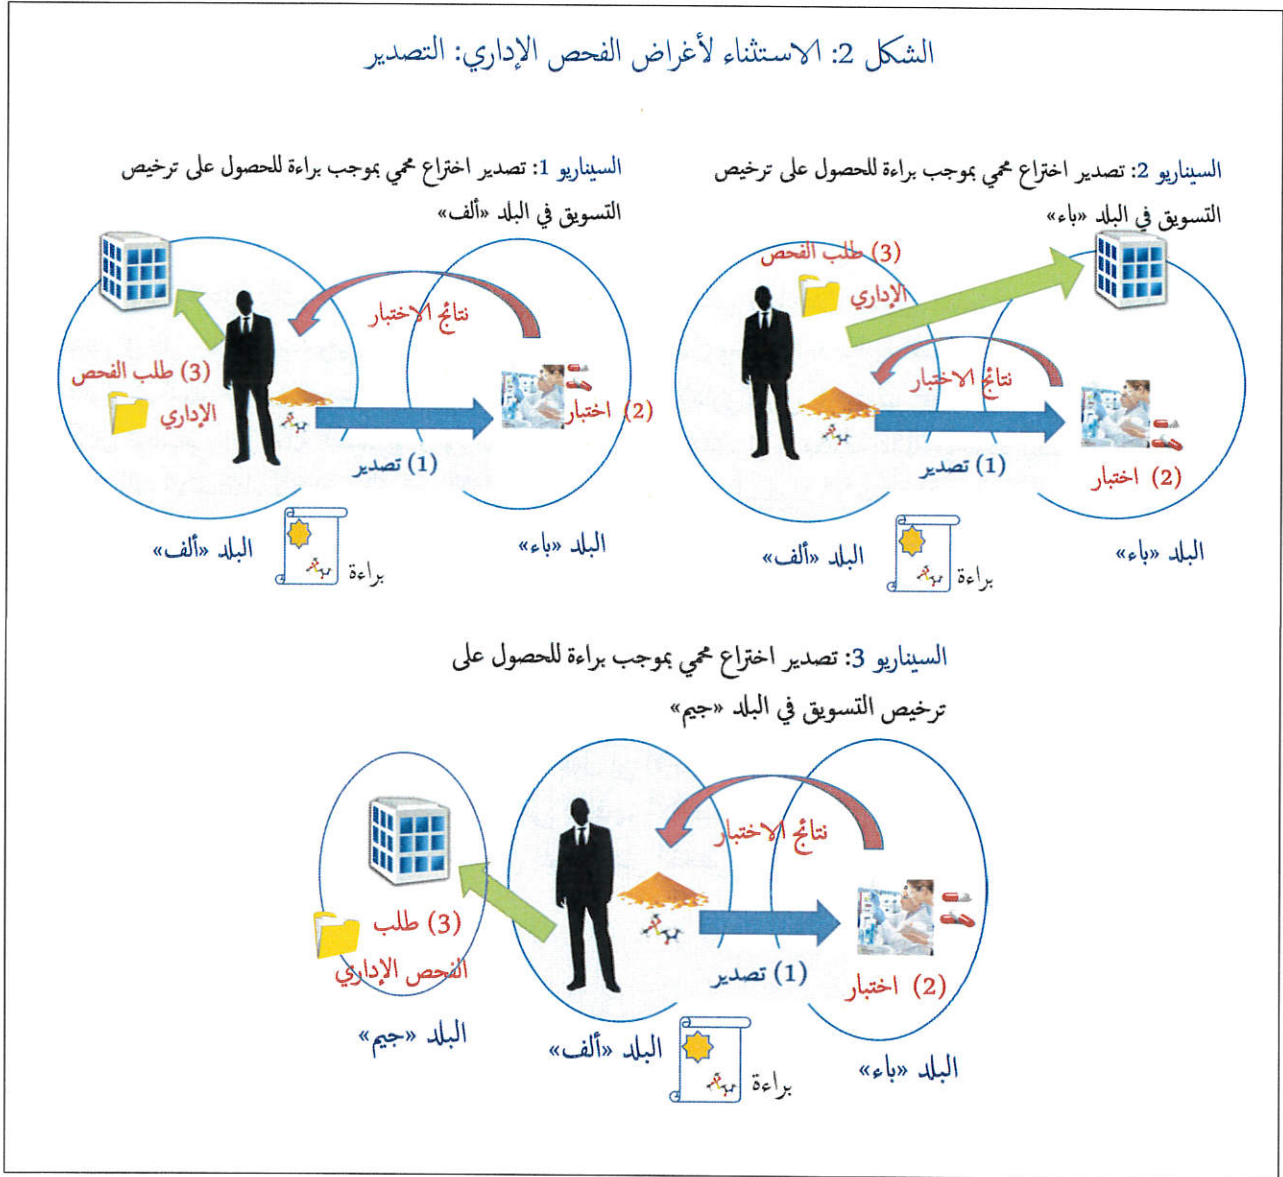 الشكل 2: الاستثناء لأغراض الفحص الإداري: التصدير
السيناريو 1: تصدير اختراع محمي بموجب براءة للحصول على ترخيص
التسويق في البلد «ألف»
نتائج الاختبار
(3) طلب الفحص
الإداري
(2) اختبار
(1) تصدير
البلد «ألف»
براءة
البلد «باء»
السيناريو 2: تصدير اختراع محمي بموجب براءة للحصول على ترخيص
التسويق في البلد «باء»
(3) طلب الفحص
الإداري
نتائج الاختبار
(1) تصدير
(2) اختبار
البلد «ألف»
براءة
البلد «باء»
السيناريو 3: تصدير اختراع محمي بموجب براءة للحصول على
ترخيص التسويق في البلد «جيم»
نتائج الاختبار
(3) طلب
الفحص الإداري
(1) تصدير
(2) اختبار
البلد «جيم»
البلد «ألف»
براءة
البلد «باء»